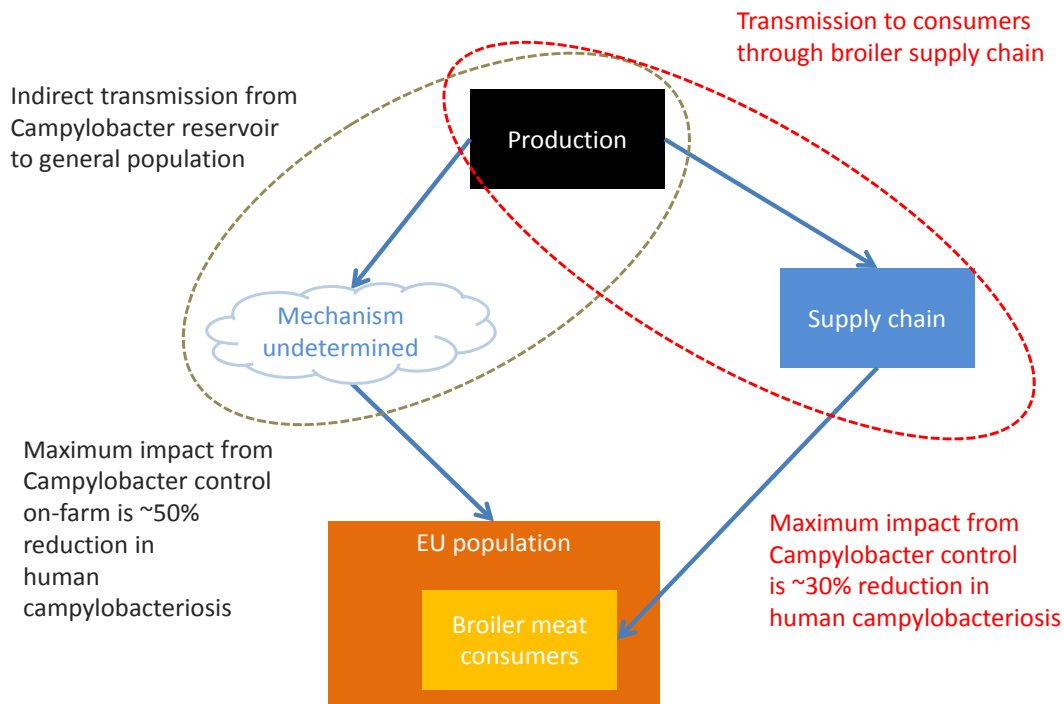 Transmission to consumers
through broiler supply chain
Indirect transmission from
Campylobacter reservoir
to general population
Production
Mechanism
undetermined
Supply chain
Maximum impact from
Campylobacter control
on-farm is ~50%
reduction in
human
campylobacteriosis
EU population
Broiler meat
consumers
Maximum impact from
Campylobacter control
is ~30% reduction in
human campylobacteriosis